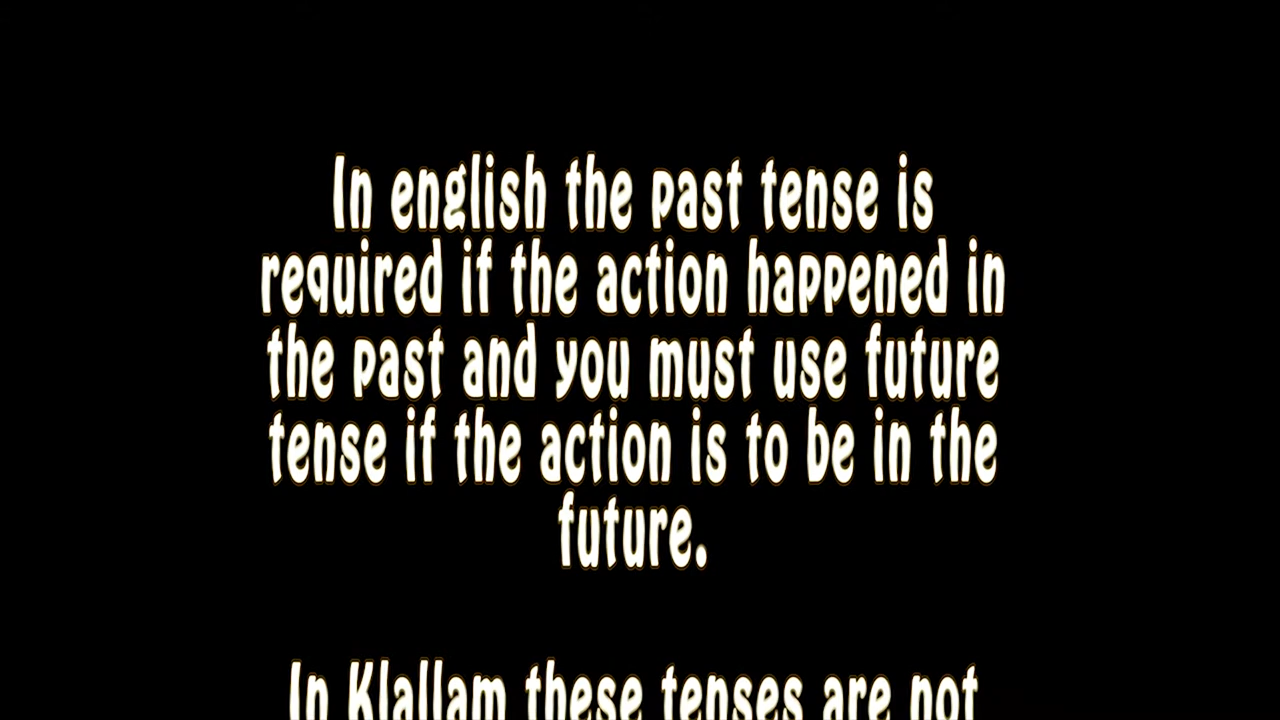 In english the past tense is
required if the action happened in
the past and you must use future
tense if the action is to be in the
future.
In Klallam these tenses are not